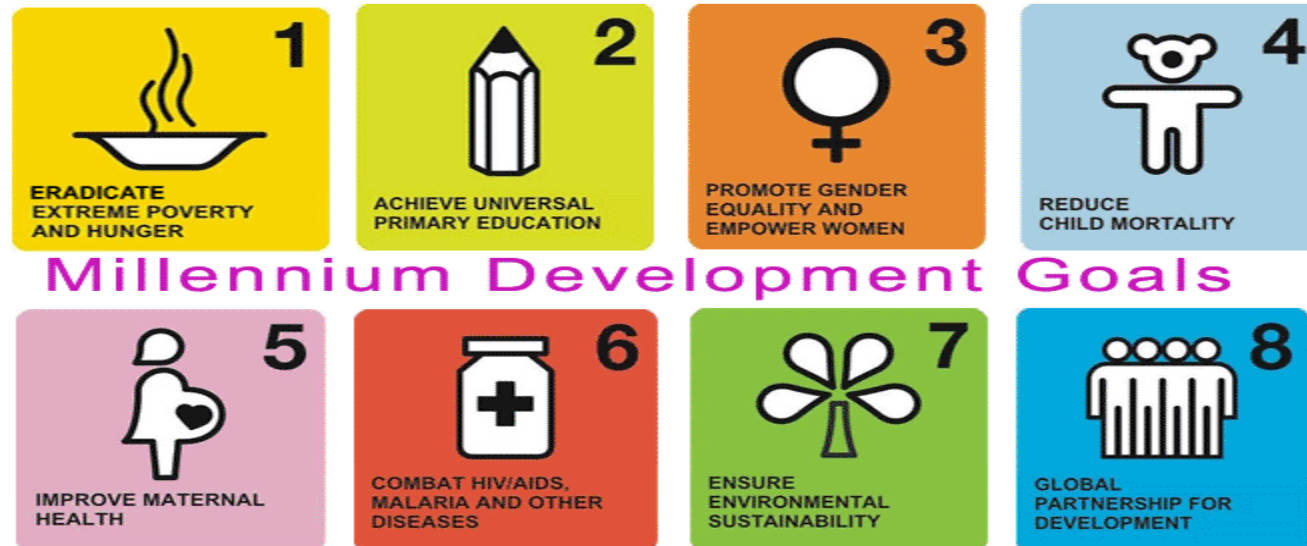 1
ERADICATE
EXTREME POVERTY
AND HUNGER
2
ACHIEVE UNIVERSAL
PRIMARY EDUCATION
3
PROMOTE GENDER
EQUALITY AND
EMPOWER WOMEN
4
REDUCE
CHILD MORTALITY
Millennium Development Goals
5
IMPROVE MATERNAL
HEALTH
6
COMBAT HIV/AIDS,
MALARIA AND OTHER
DISEASES
7
ENSURE
ENVIRONMENTAL
SUSTAINABILITY
8
GLOBAL
PARTNERSHIP FOR
DEVELOPMENT